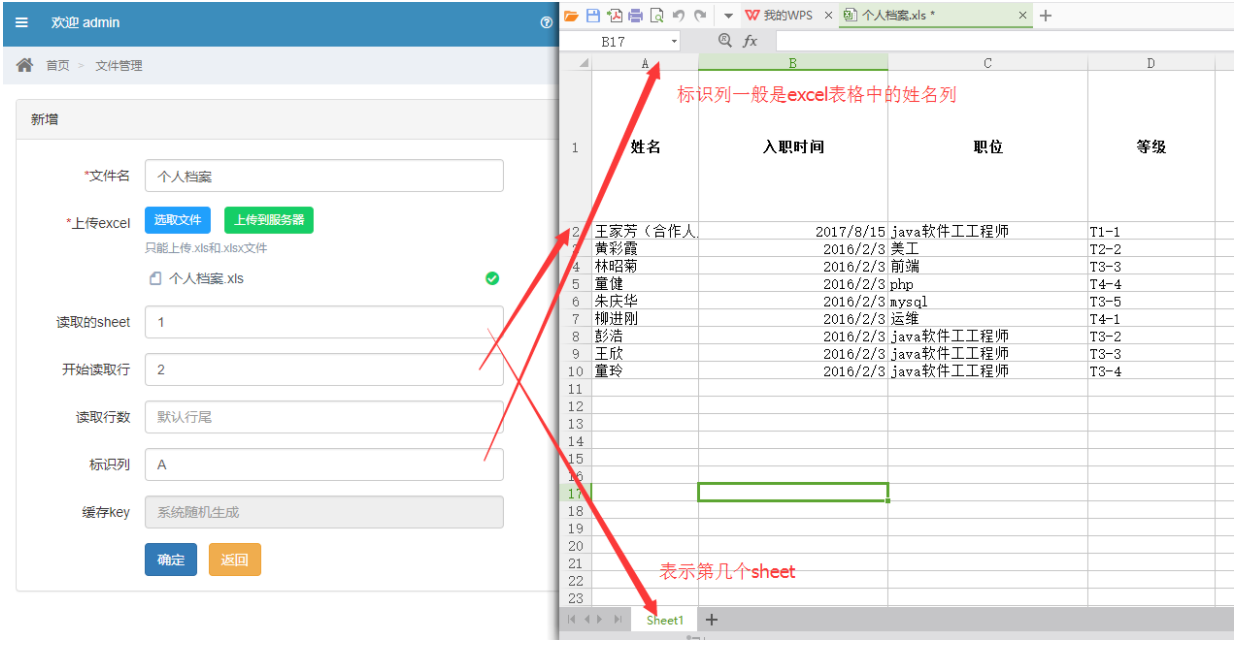 欢迎 admin
首页 > 文件管理
新增
*文件名 个人档案
*上传excel 选取文件 上传到服务器
只能上传.xls和.xlsx文件
个人档案.xls
读取的sheet 1
开始读取行 2
读取行数 默认行尾
标识列 A
缓存key 系统随机生成
确定 返回
我的WPS × 个人档案.xls * × +
B17 fx
A B C D
标识列一般是excel表格中的姓名列
1 姓名 入职时间 职位 等级
2 王家芳（合作人 2017/8/15 java软件工工程师 T1-1
3 黄彩霞 2016/2/3 美工 T2-2
4 林昭菊 2016/2/3 前端 T3-3
5 童健 2016/2/3 php T4-4
6 朱庆华 2016/2/3 mysql T3-5
7 柳进刚 2016/2/3 运维 T4-1
8 彭浩 2016/2/3 java软件工工程师 T3-2
9 王欣 2016/2/3 java软件工工程师 T3-3
10 童玲 2016/2/3 java软件工工程师 T3-4
11
12
13
14
15
16
17
18
19
20
21
表示第几个sheet
22
23
Sheet1 +